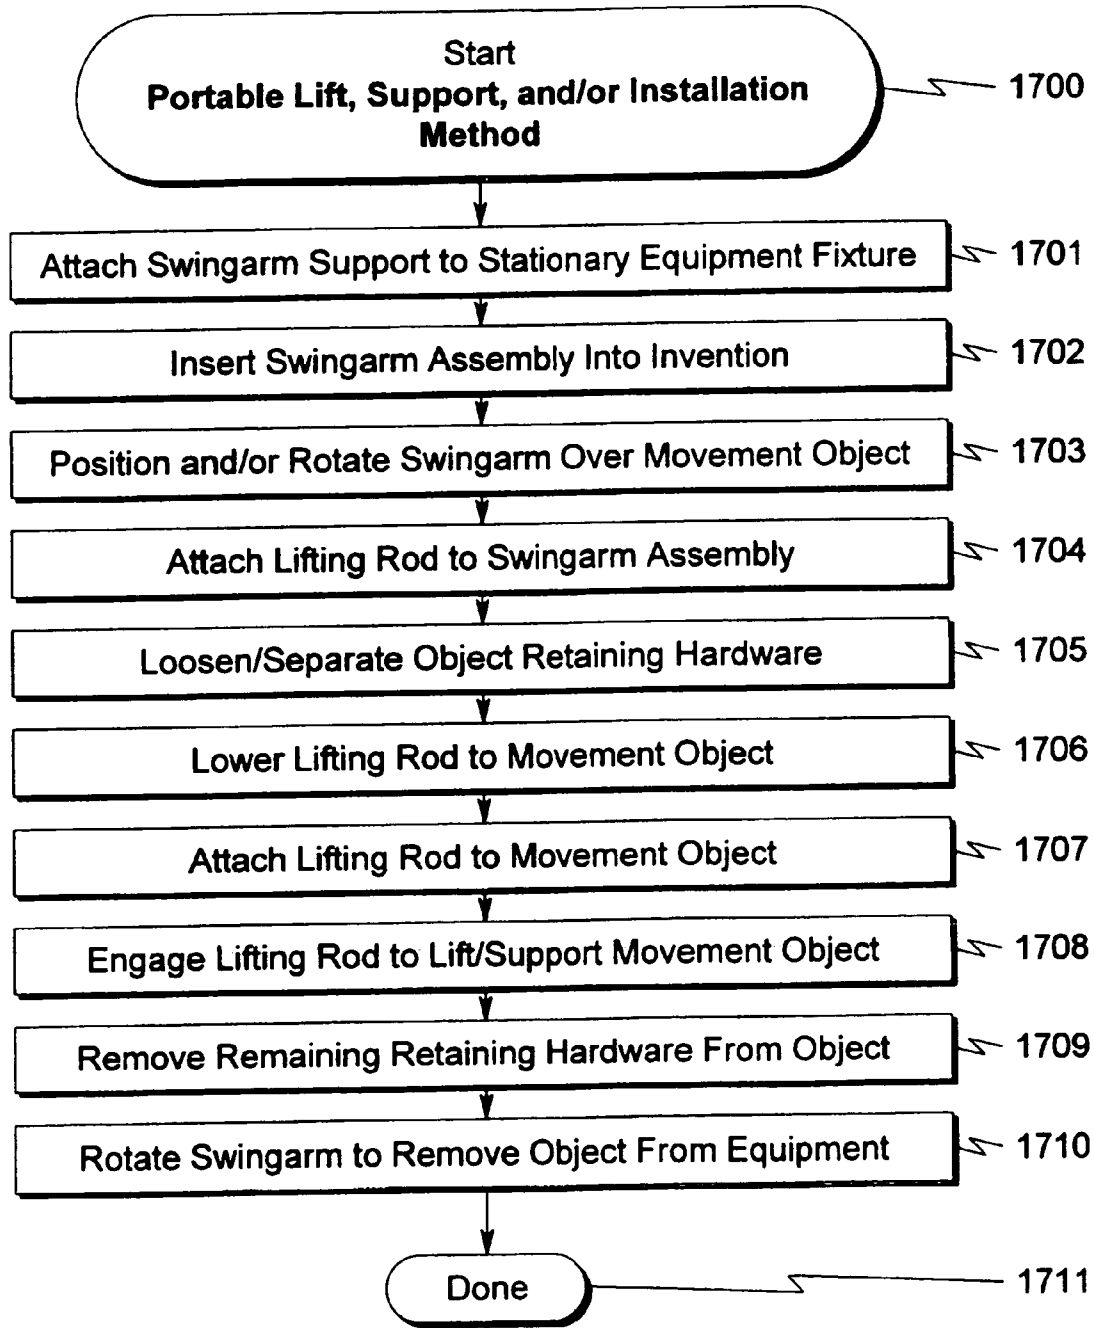 Start
Portable Lift, Support, and/or Installation
Method
1700
Attach Swingarm Support to Stationary Equipment Fixture
1701
Insert Swingarm Assembly Into Invention
1702
Position and/or Rotate Swingarm Over Movement Object
1703
Attach Lifting Rod to Swingarm Assembly
1704
Loosen/Separate Object Retaining Hardware
1705
Lower Lifting Rod to Movement Object
1706
Attach Lifting Rod to Movement Object
1707
Engage Lifting Rod to Lift/Support Movement Object
1708
Remove Remaining Retaining Hardware From Object
1709
Rotate Swingarm to Remove Object From Equipment
1710
Done
1711